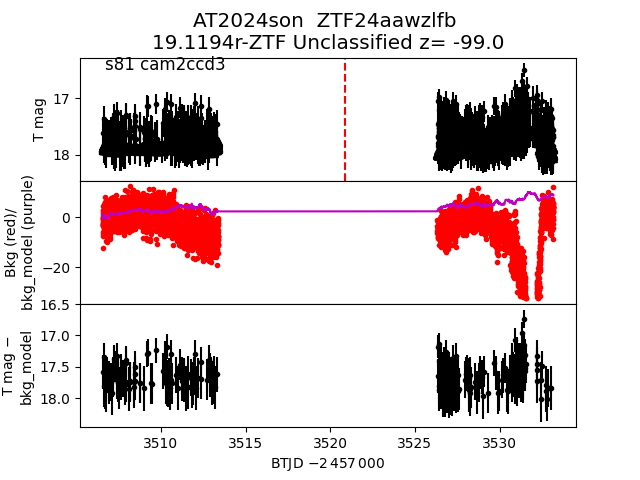 AT2024son  ZTF24aawzlfb
19.1194r-ZTF Unclassified z= -99.0
s81 cam2ccd3
T mag
17
18
Bkg (red)/
bkg_model (purple)
0
−20
T mag −
bkg_model
16.5
17.0
17.5
18.0
3510
3515
3520
3525
3530
BTJD −2 457 000